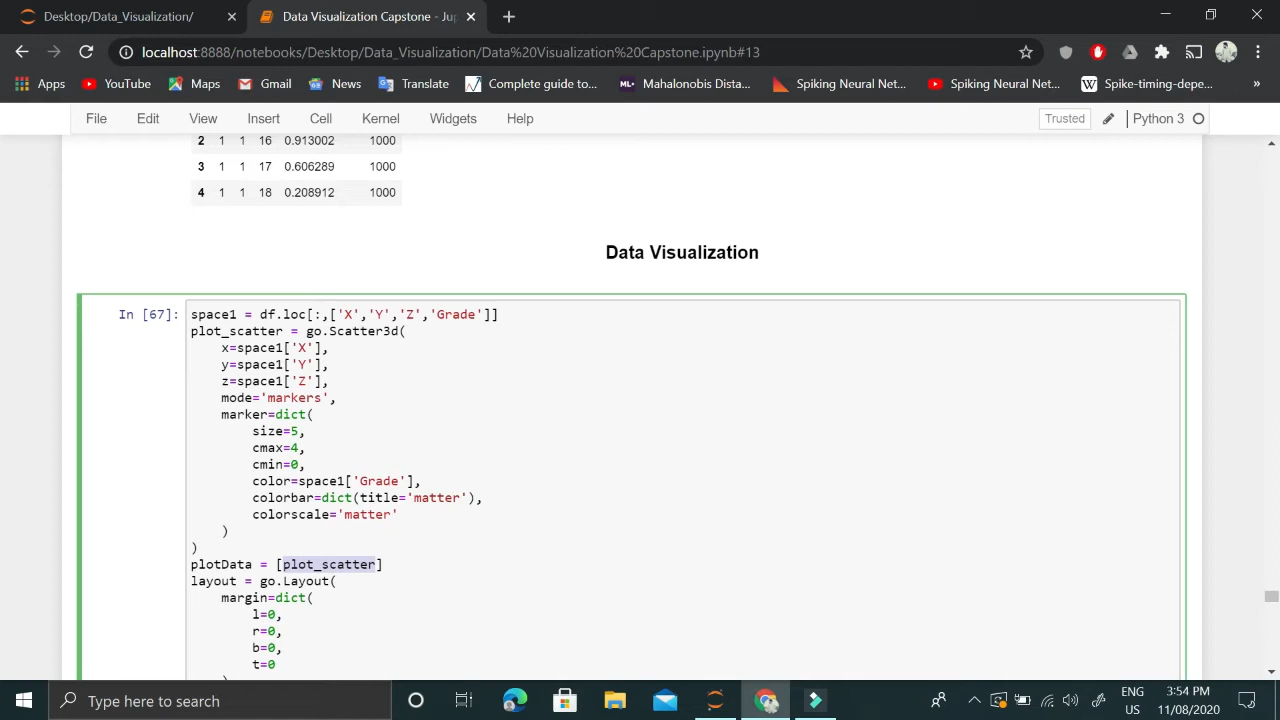 Desktop/Data_Visualization/
Data Visualization Capstone - Jup
localhost:8888/notebooks/Desktop/Data_Visualization/Data%20Visualization%20Capstone.ipynb#13
Apps YouTube Maps Gmail News Translate Complete guide to... Mahalonobis Dista... Spiking Neural Net... Spiking Neural Net... Spike-timing-depe... »
File Edit View Insert Cell Kernel Widgets Help Trusted Python 3
2 1 1 16 0.913002 1000
3 1 1 17 0.606289 1000
4 1 1 18 0.208912 1000
Data Visualization
In [67]: space1 = df.loc[:,['X','Y','Z','Grade']]
plot_scatter = go.Scatter3d(
x=space1['X'],
y=space1['Y'],
z=space1['Z'],
mode='markers',
marker=dict(
size=5,
cmax=4,
cmin=0,
color=space1['Grade'],
colorbar=dict(title='matter'),
colorscale='matter'
)
)
plotData = [plot_scatter]
layout = go.Layout(
margin=dict(
l=0,
r=0,
b=0,
t=0
Type here to search
ENG
US
3:54 PM
11/08/2020